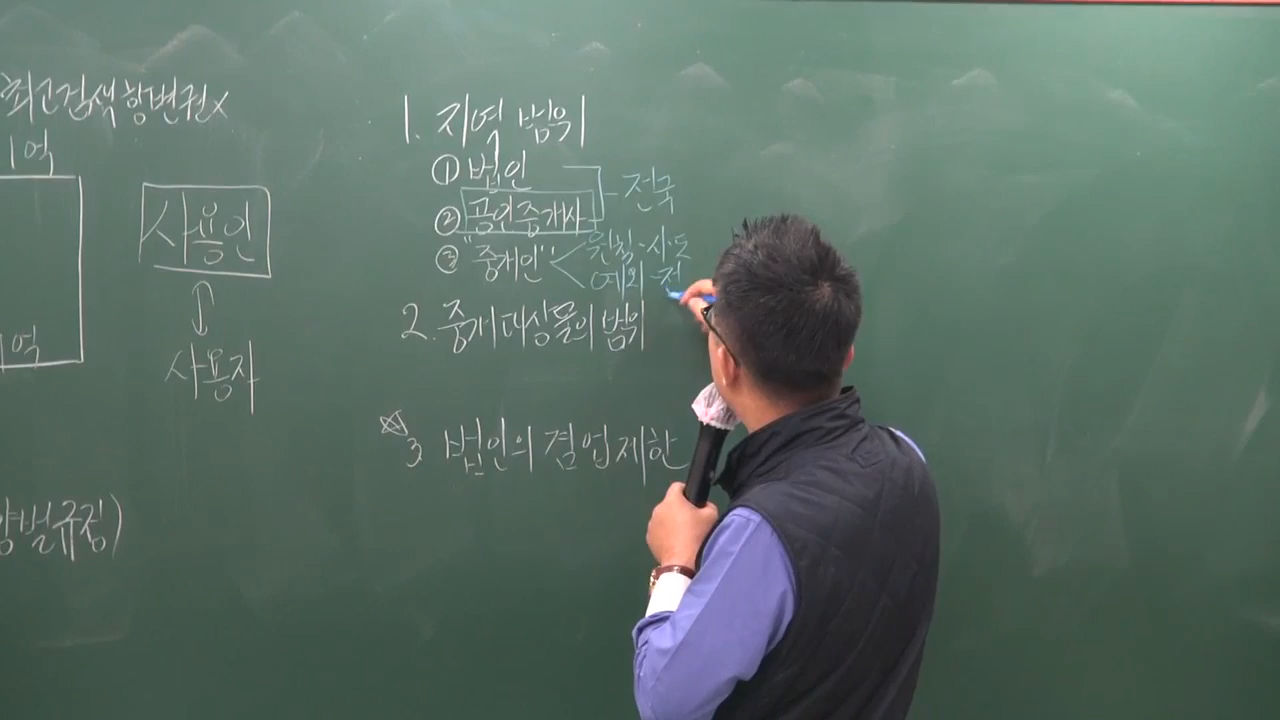 최고검색항변권x
1억
사용인
사용자
1억
양벌규정)
1. 지역 범위
① 법인
② 공인중개사
전국
③ "중개인"
원칙-시·도
예외-전
2. 중개대상물의 범위
3 법인의 겸업제한